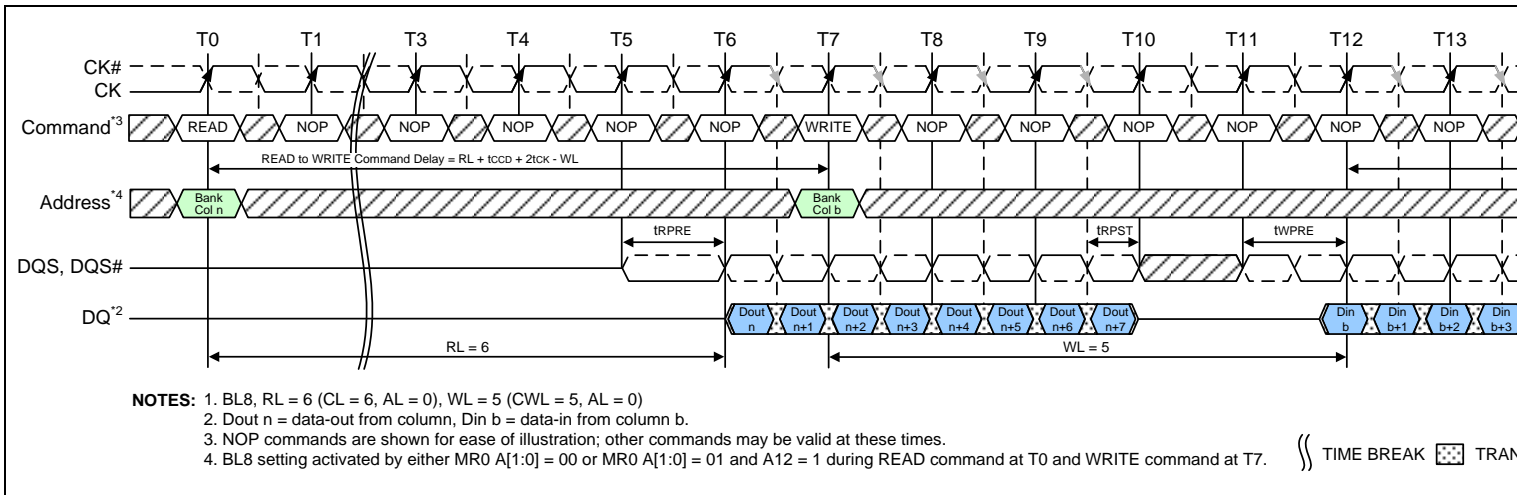 T0 T1 T3 T4 T5 T6 T7 T8 T9 T10 T11 T12 T13
CK#
CK
Command*3 READ NOP NOP NOP NOP NOP WRITE NOP NOP NOP NOP NOP NOP
READ to WRITE Command Delay = RL + tCCD + 2tCK - WL
Address*4 Bank Col n Bank Col b
tRPRE tRPST tWPRE
DQS, DQS#
DQ*2 Dout n Dout n+1 Dout n+2 Dout n+3 Dout n+4 Dout n+5 Dout n+6 Dout n+7 Din b Din b+1 Din b+2 Din b+3
RL = 6 WL = 5
NOTES: 1. BL8, RL = 6 (CL = 6, AL = 0), WL = 5 (CWL = 5, AL = 0)
2. Dout n = data-out from column, Din b = data-in from column b.
3. NOP commands are shown for ease of illustration; other commands may be valid at these times.
4. BL8 setting activated by either MR0 A[1:0] = 00 or MR0 A[1:0] = 01 and A12 = 1 during READ command at T0 and WRITE command at T7.
TIME BREAK TRAN